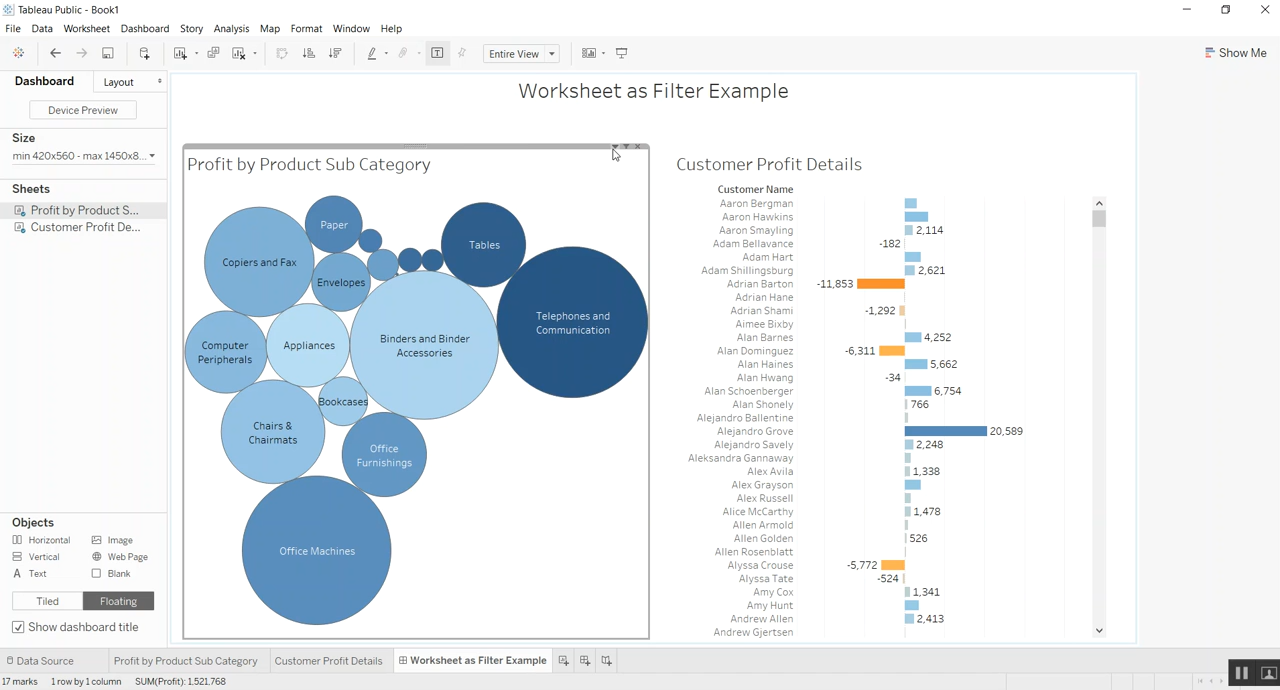 Tableau Public - Book1
File Data Worksheet Dashboard Story Analysis Map Format Window Help
Entire View
Show Me
Dashboard Layout
Device Preview
Size
min 420x560 - max 1450x8...
Sheets
Profit by Product S...
Customer Profit De...
Objects
Horizontal Image
Vertical Web Page
A Text Blank
Tiled Floating
Show dashboard title
Worksheet as Filter Example
Profit by Product Sub Category
Paper
Tables
Copiers and Fax
Envelopes
Telephones and
Communication
Computer
Peripherals
Appliances
Binders and Binder
Accessories
Bookcases
Chairs &
Chairmats
Office
Furnishings
Office Machines
Customer Profit Details
Customer Name
Aaron Bergman
Aaron Hawkins
Aaron Smayling 2,114
Adam Bellavance -182
Adam Hart
Adam Shillingsburg 2,621
Adrian Barton -11,853
Adrian Hane
Adrian Shami -1,292
Aimee Bixby
Alan Barnes 4,252
Alan Dominguez -6,311
Alan Haines 5,662
Alan Hwang -34
Alan Schoenberger 6,754
Alan Shonely 766
Alejandro Ballentine
Alejandro Grove 20,589
Alejandro Savely 2,248
Aleksandra Gannaway
Alex Avila 1,338
Alex Grayson
Alex Russell
Alice McCarthy 1,478
Allen Armold
Allen Golden 526
Allen Rosenblatt
Alyssa Crouse -5,772
Alyssa Tate -524
Amy Cox 1,341
Amy Hunt
Andrew Allen 2,413
Andrew Gjertsen
Data Source Profit by Product Sub Category Customer Profit Details Worksheet as Filter Example
17 marks 1 row by 1 column SUM(Profit): 1.521.768